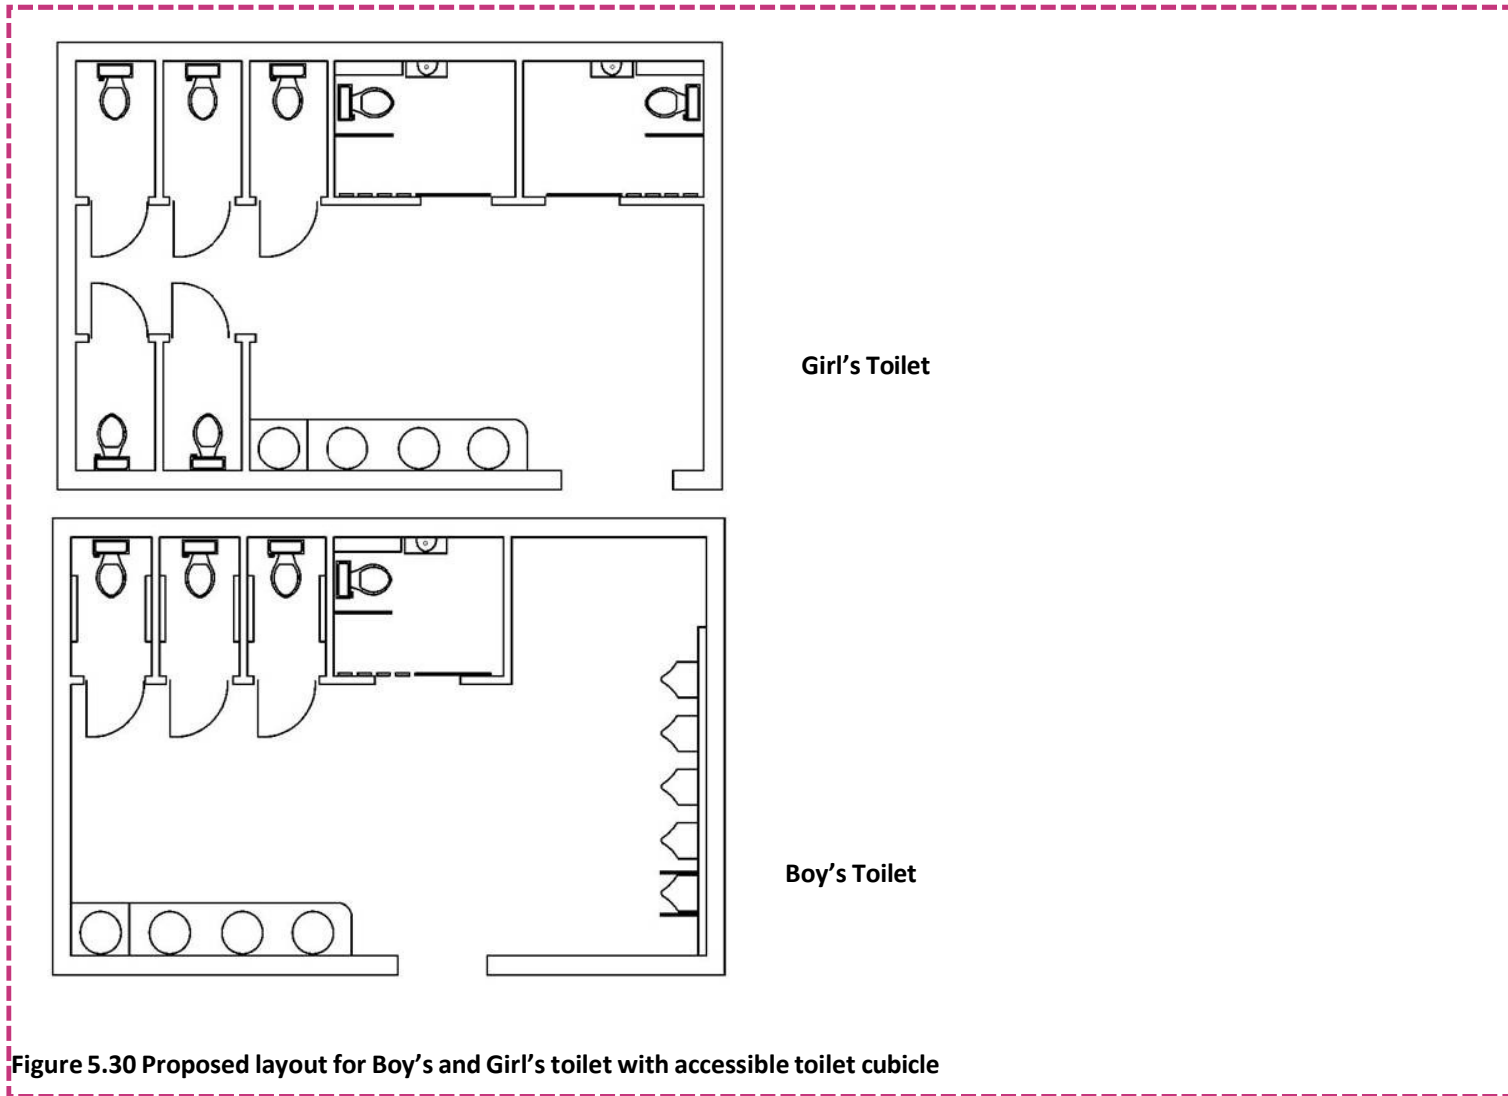 Girl’s Toilet
Boy’s Toilet
Figure 5.30 Proposed layout for Boy’s and Girl’s toilet with accessible toilet cubicle